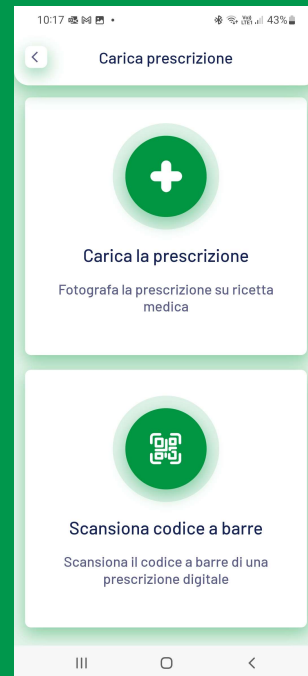 10:17 43%
Carica prescrizione
Carica la prescrizione
Fotografa la prescrizione su ricetta
medica
Scansiona codice a barre
Scansiona il codice a barre di una
prescrizione digitale